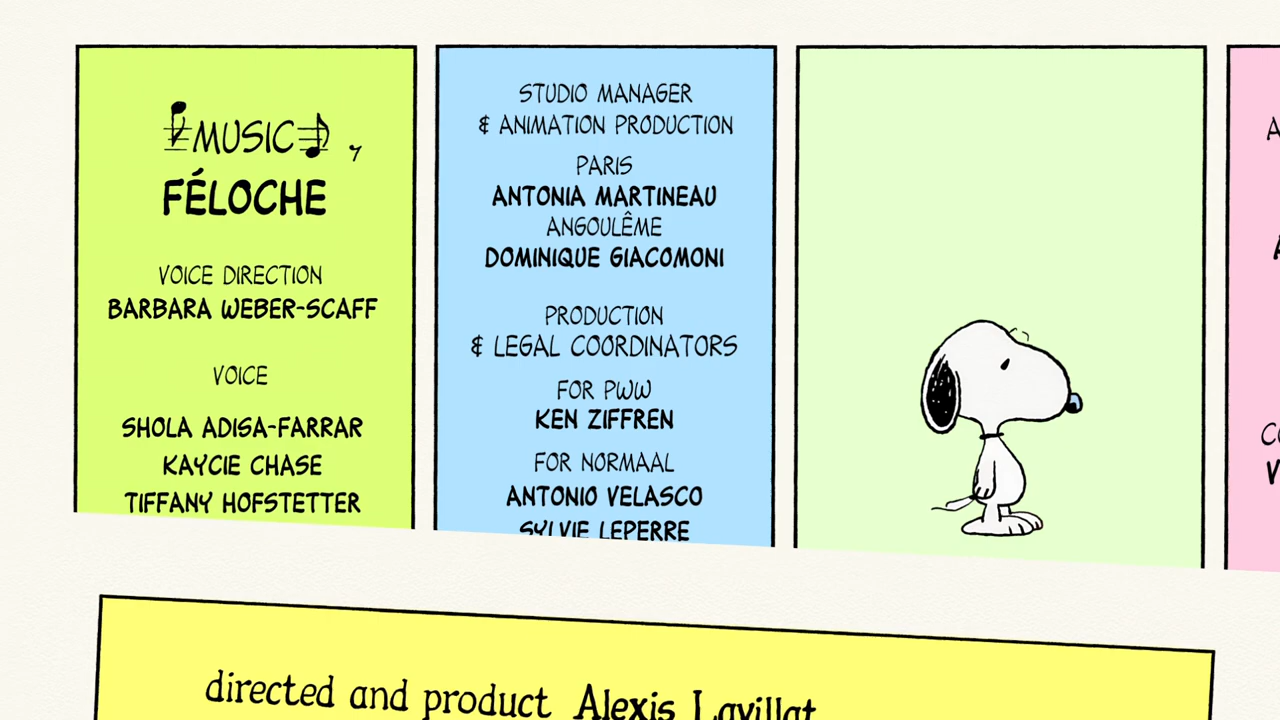 MUSIC
FÉLOCHE
VOICE DIRECTION
BARBARA WEBER-SCAFF
VOICE
SHOLA ADISA-FARRAR
KAYCIE CHASE
TIFFANY HOFSTETTER
STUDIO MANAGER
& ANIMATION PRODUCTION
PARIS
ANTONIA MARTINEAU
ANGOULÊME
DOMINIQUE GIACOMONI
PRODUCTION
& LEGAL COORDINATORS
FOR PWW
KEN ZIFFREN
FOR NORMAAL
ANTONIO VELASCO
SYLVIE LEPERRE
directed and product Alexis Lavillat